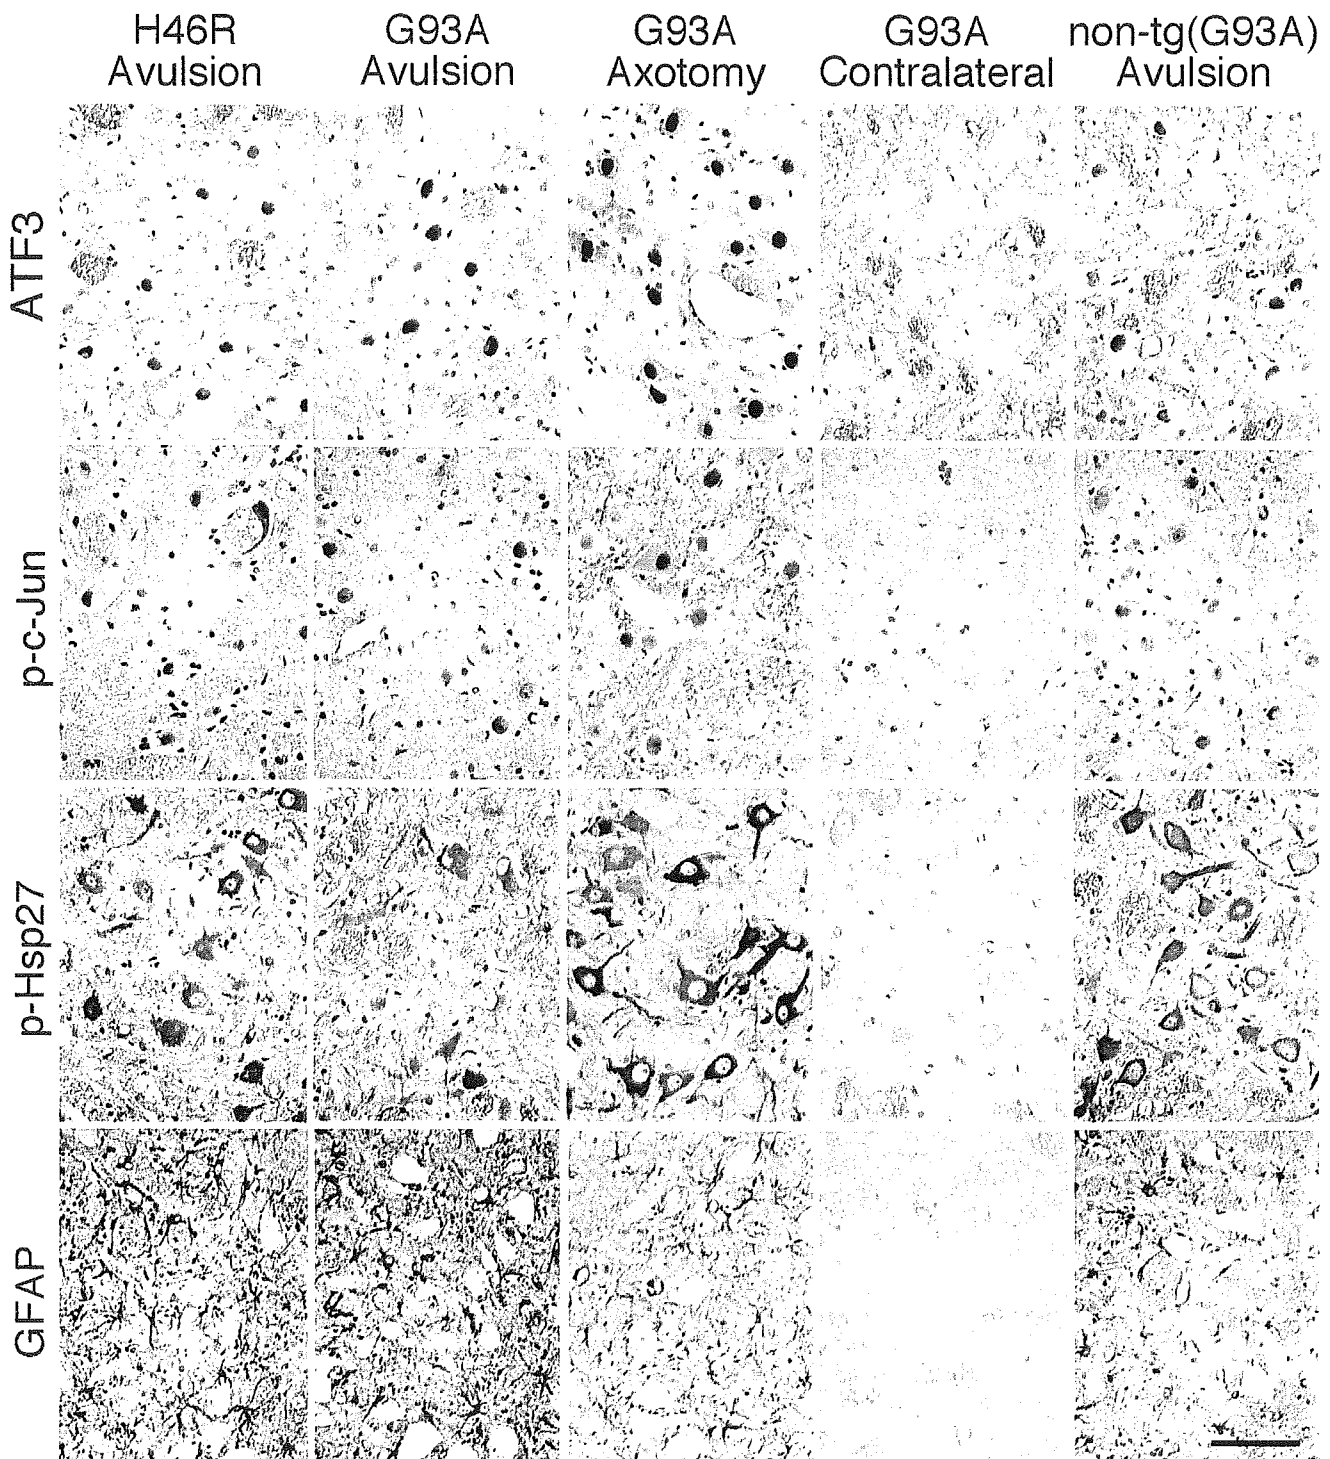 H46R
Avulsion
G93A
Avulsion
G93A
Axotomy
G93A
Contralateral
non-tg(G93A)
Avulsion
ATF3
p-c-Jun
p-Hsp27
GFAP